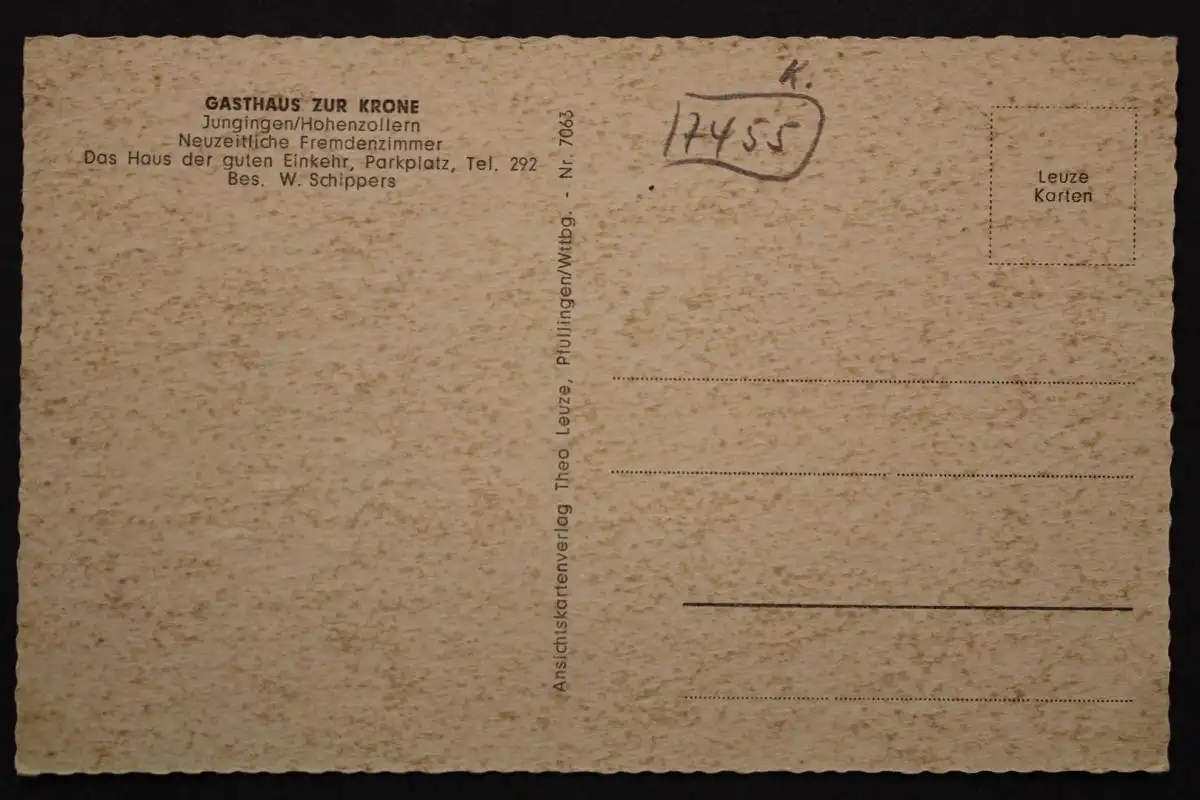 GASTHAUS ZUR KRONE
Jungingen/Hohenzollern
Neuzeitliche Fremdenzimmer
Das Haus der guten Einkehr, Parkplatz, Tel. 292
Bes. W. Schippers
Ansichtskartenverlag Theo Leuze, Pfullingen/Wttbg. - Nr. 7063
K.
17455
Leuze
Karten